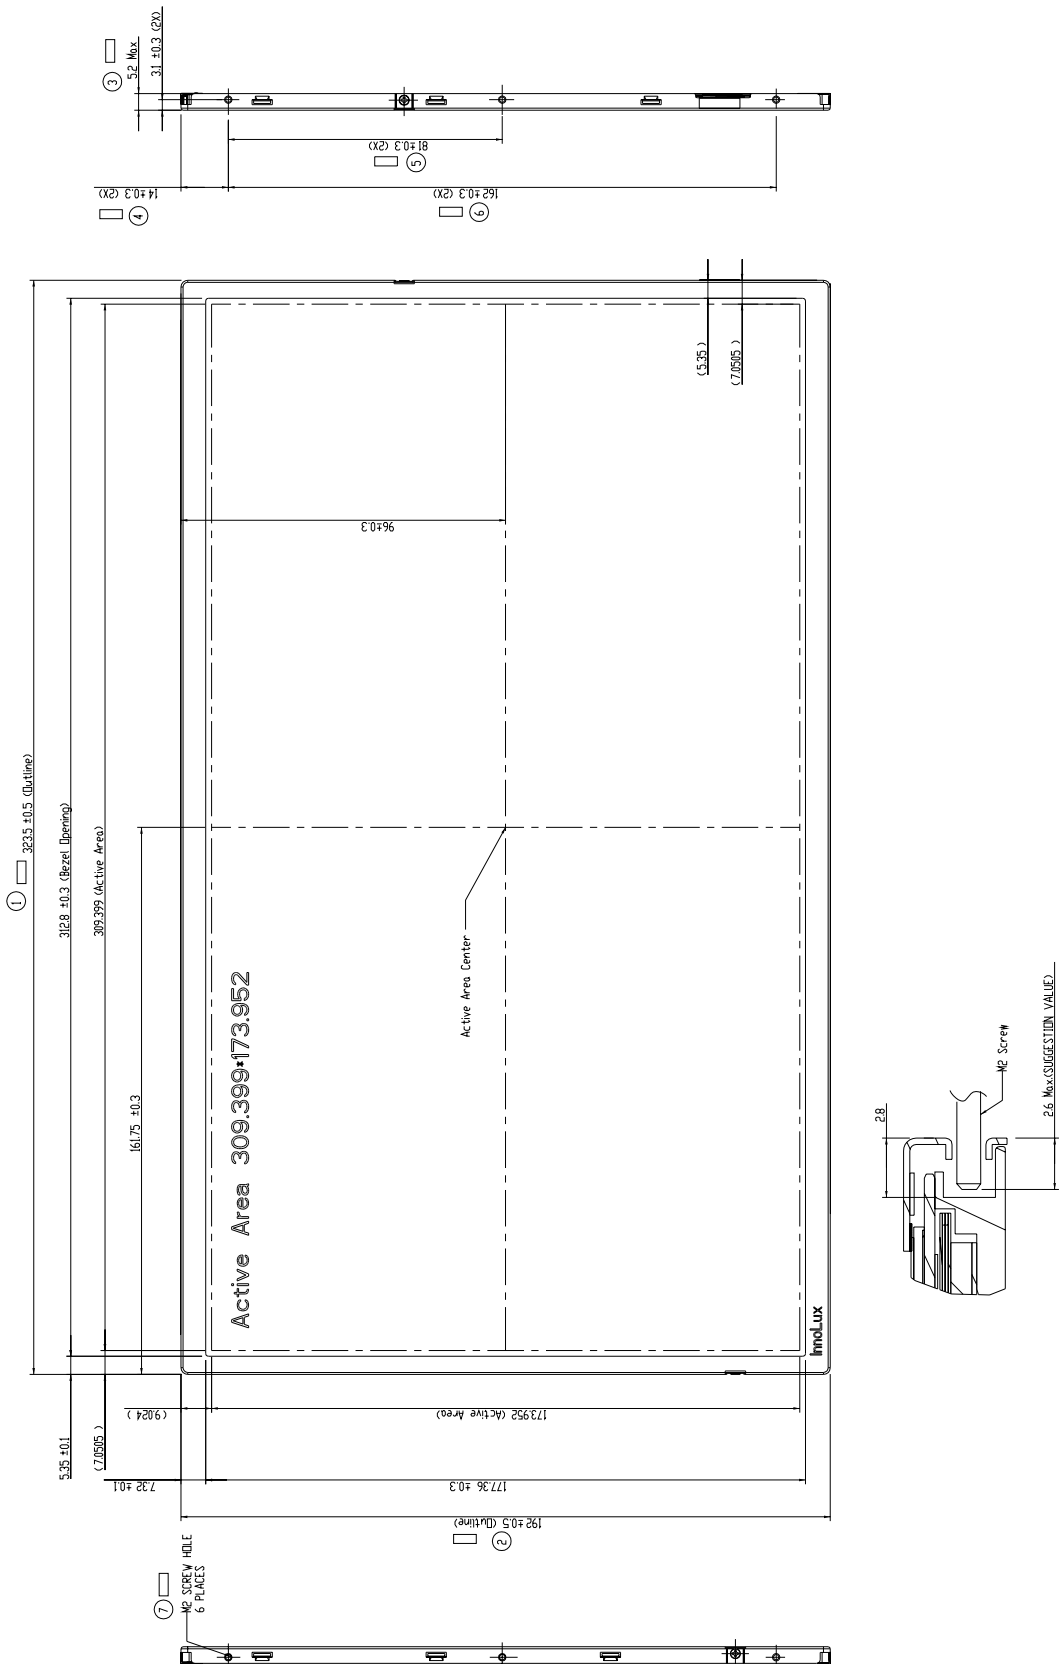 ③
5.2 Max
3.1 ±0.3 (2X)
81±0.3 (2X)
⑤
14±0.3 (2X)
④
162±0.3 (2X)
⑥
① 323.5 ±0.5 (Outline)
312.8 ±0.3 (Bezel Opening)
309.399 (Active Area)
161.75 ±0.3
96±0.3
(5.35)
(7.0505)
Active Area Center
Active Area 309.399*173.952
InnoLux
5.35 ±0.1
(7.0505)
(9.024)
173.952 (Active Area)
7.32 ±0.1
177.36 ±0.3
192±0.5 (Outline)
②
⑦
M2 SCREW HOLE
6 PLACES
2.8
M2 Screw
2.6 Max.(SUGGESTION VALUE)